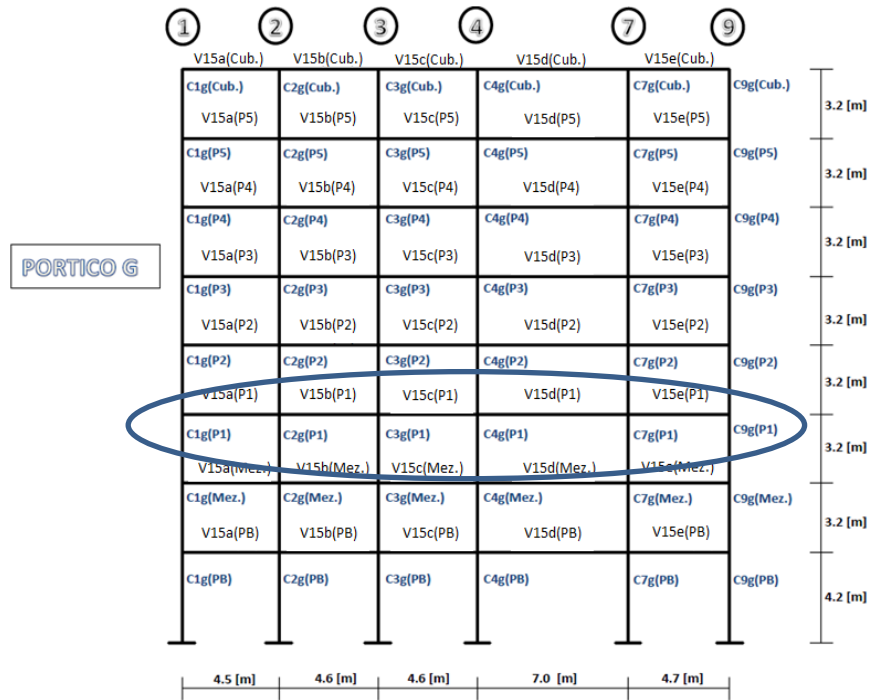 1 2 3 4 7 9
V15a(Cub.) V15b(Cub.) V15c(Cub.) V15d(Cub.) V15e(Cub.)
C1g(Cub.) C2g(Cub.) C3g(Cub.) C4g(Cub.) C7g(Cub.) C9g(Cub.)
3.2 [m]
V15a(P5) V15b(P5) V15c(P5) V15d(P5) V15e(P5)
C1g(P5) C2g(P5) C3g(P5) C4g(P5) C7g(P5) C9g(P5)
3.2 [m]
V15a(P4) V15b(P4) V15c(P4) V15d(P4) V15e(P4)
C1g(P4) C2g(P4) C3g(P4) C4g(P4) C7g(P4) C9g(P4)
3.2 [m]
V15a(P3) V15b(P3) V15c(P3) V15d(P3) V15e(P3)
PORTICO G
C1g(P3) C2g(P3) C3g(P3) C4g(P3) C7g(P3) C9g(P3)
3.2 [m]
V15a(P2) V15b(P2) V15c(P2) V15d(P2) V15e(P2)
C1g(P2) C2g(P2) C3g(P2) C4g(P2) C7g(P2) C9g(P2)
3.2 [m]
V15a(P1) V15b(P1) V15c(P1) V15d(P1) V15e(P1)
C1g(P1) C2g(P1) C3g(P1) C4g(P1) C7g(P1) C9g(P1)
3.2 [m]
V15a(Mez.) V15b(Mez.) V15c(Mez.) V15d(Mez.) V15e(Mez.)
C1g(Mez.) C2g(Mez.) C3g(Mez.) C4g(Mez.) C7g(Mez.) C9g(Mez.)
3.2 [m]
V15a(PB) V15b(PB) V15c(PB) V15d(PB) V15e(PB)
C1g(PB) C2g(PB) C3g(PB) C4g(PB) C7g(PB) C9g(PB)
4.2 [m]
4.5 [m] 4.6 [m] 4.6 [m] 7.0 [m] 4.7 [m]